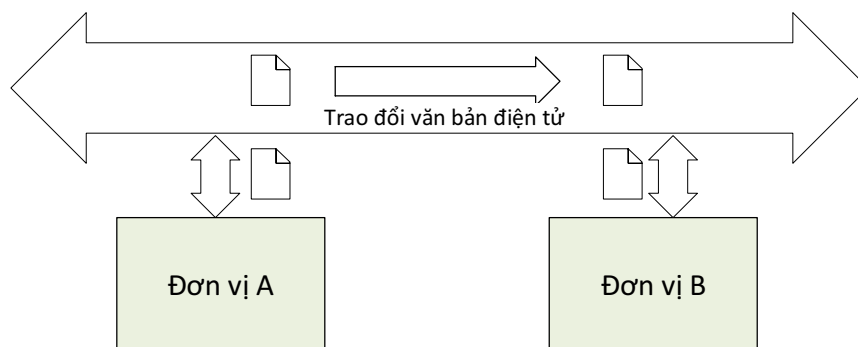 Trao đổi văn bản điện tử
Đơn vị A
Đơn vị B